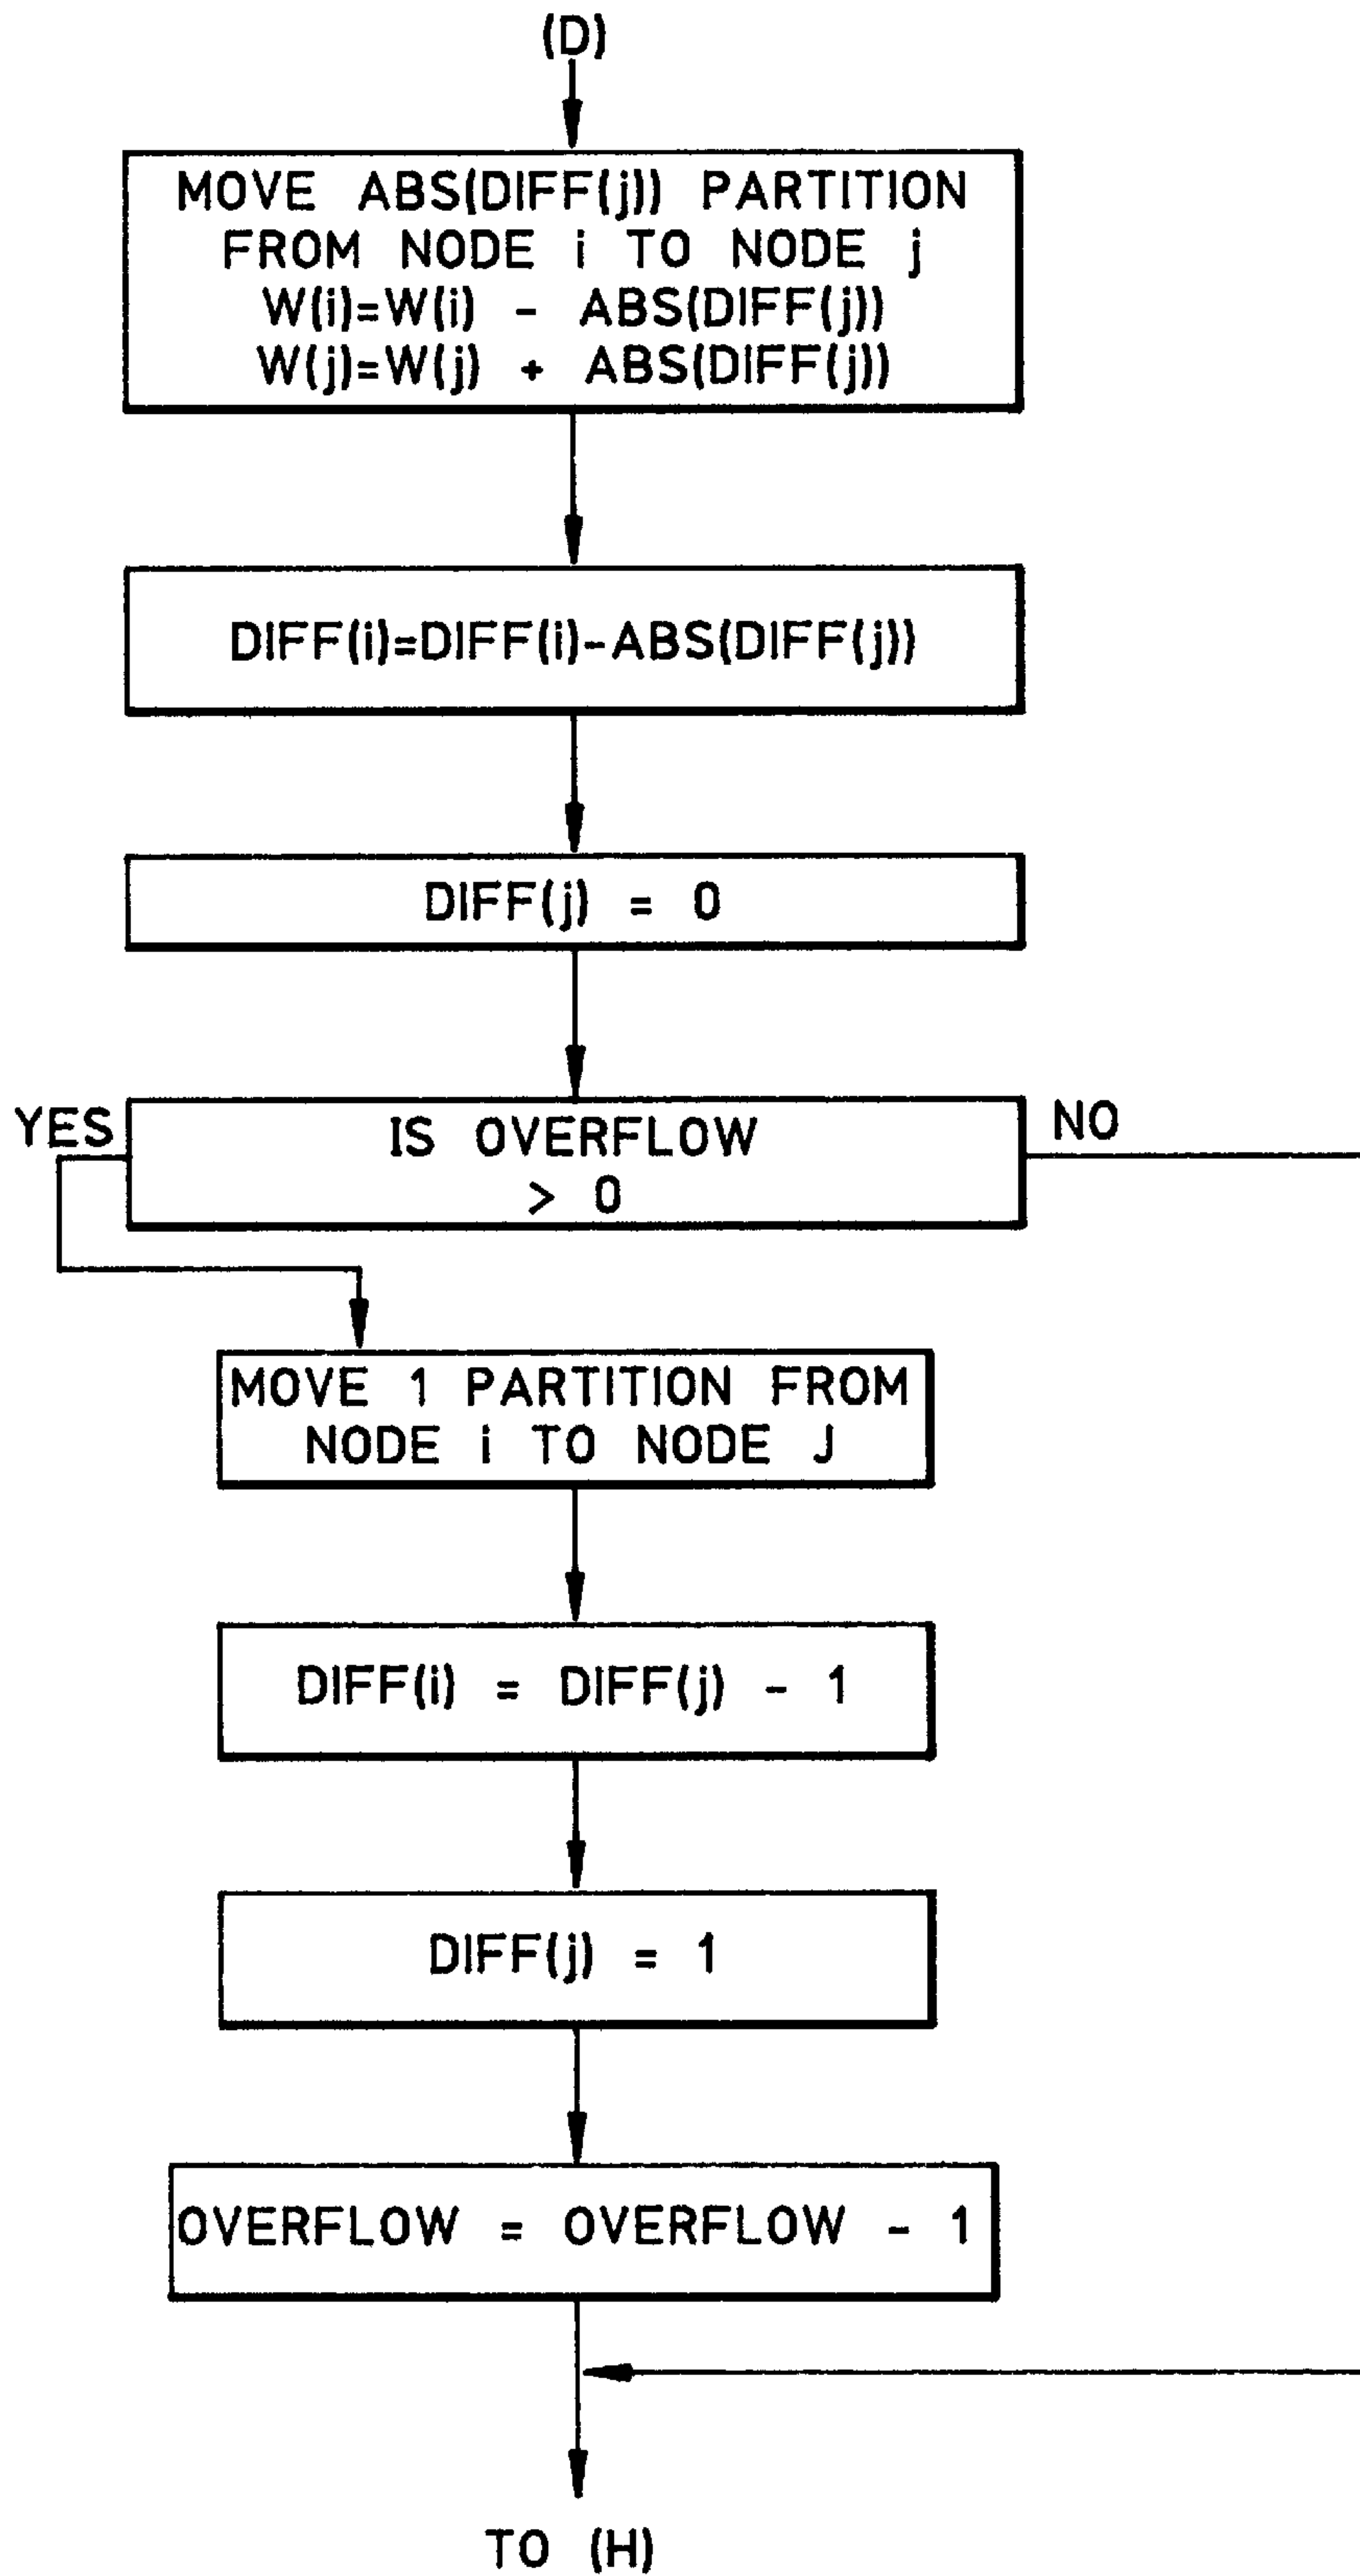 (D)
MOVE ABS(DIFF(j)) PARTITION
FROM NODE i TO NODE j
W(i)=W(i) - ABS(DIFF(j))
W(j)=W(j) + ABS(DIFF(j))
DIFF(i)=DIFF(i)-ABS(DIFF(j))
DIFF(j) = 0
YES
IS OVERFLOW
> 0
NO
MOVE 1 PARTITION FROM
NODE i TO NODE J
DIFF(i) = DIFF(j) - 1
DIFF(j) = 1
OVERFLOW = OVERFLOW - 1
TO (H)